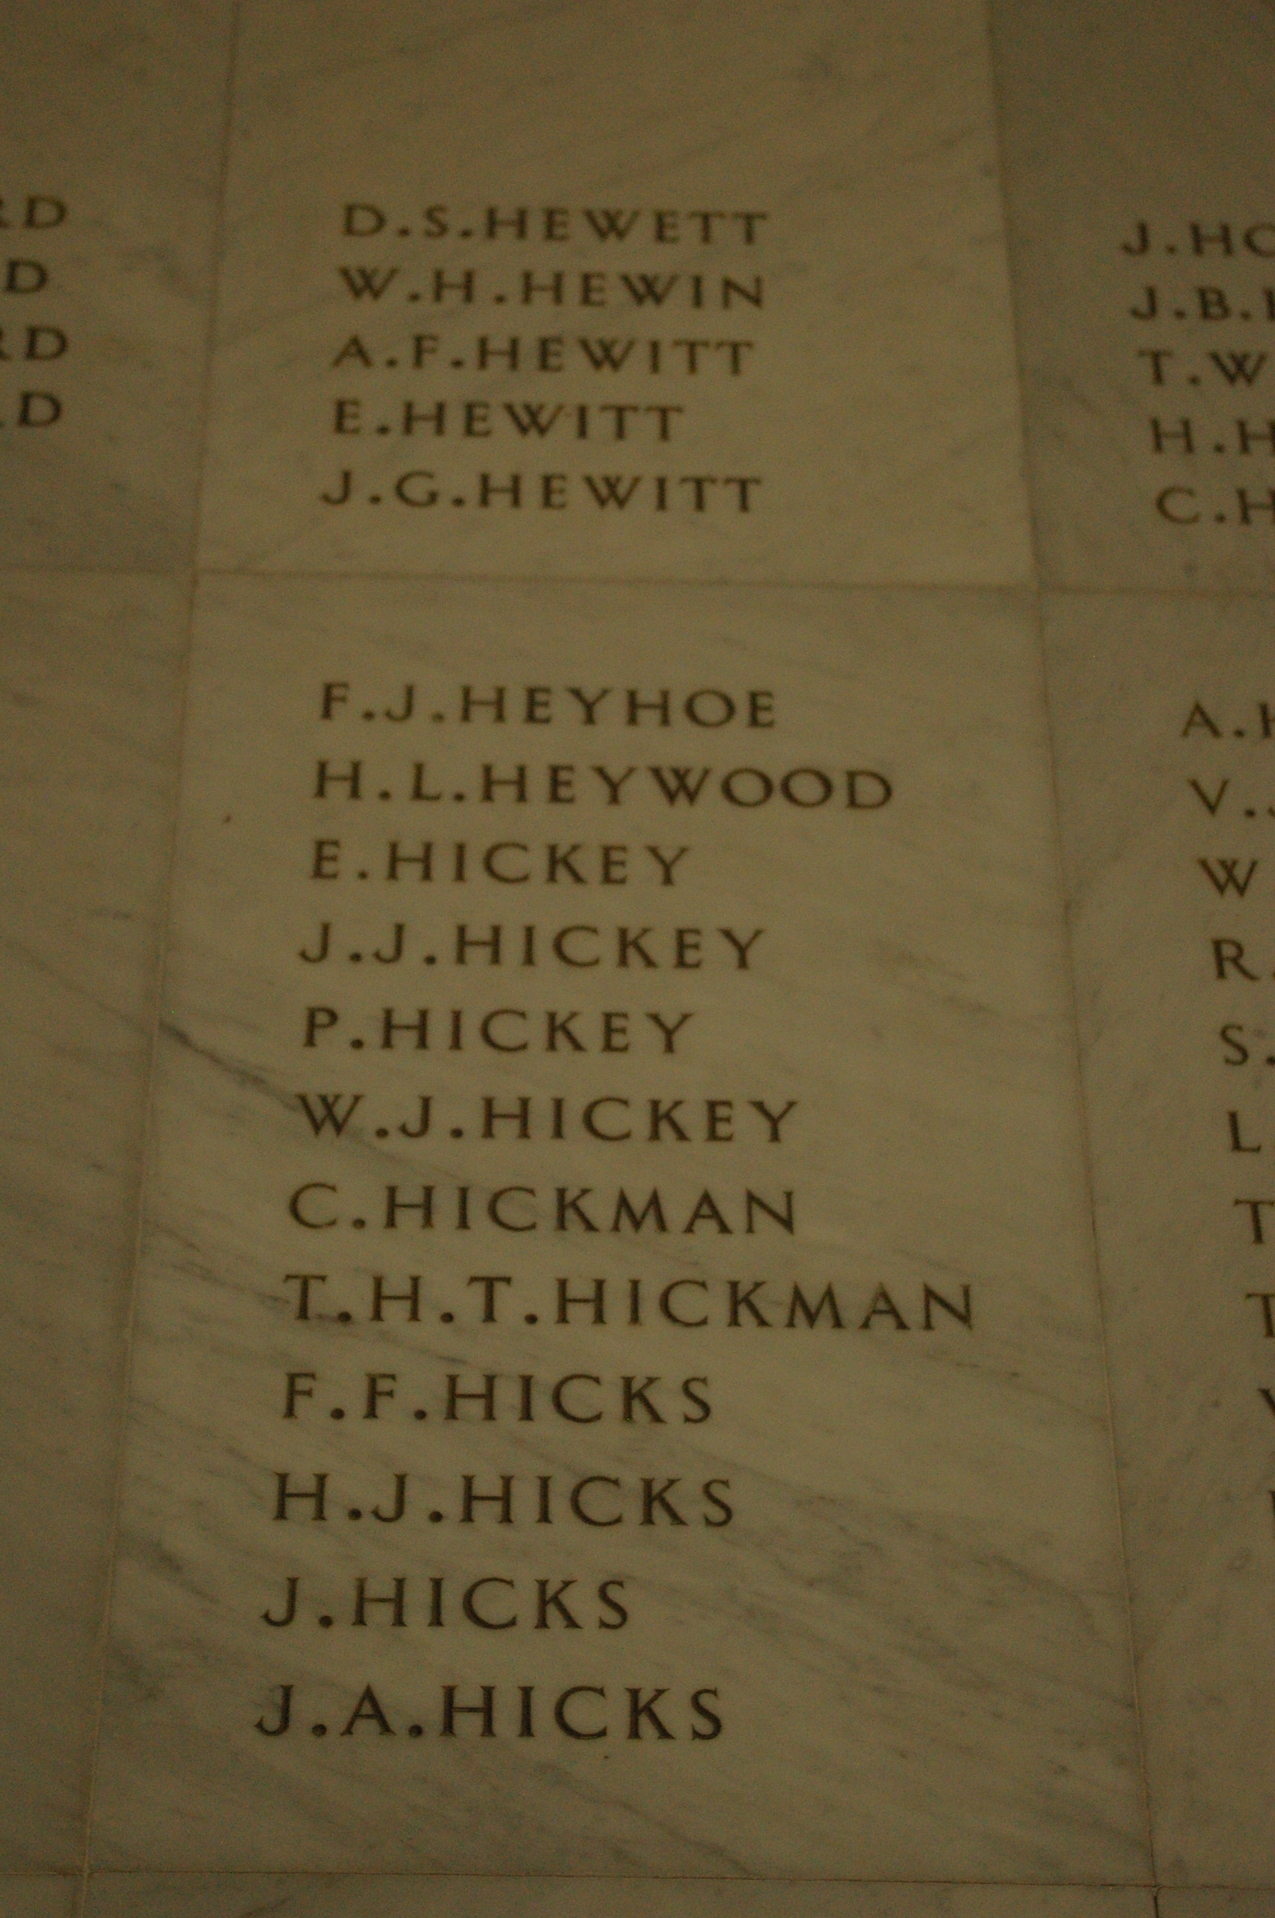 D.S.HEWETT
W.H.HEWIN
A.F.HEWITT
E.HEWITT
J.G.HEWITT
F.J.HEYHOE
H.L.HEYWOOD
E.HICKEY
J.J.HICKEY
P.HICKEY
W.J.HICKEY
C.HICKMAN
T.H.T.HICKMAN
F.F.HICKS
H.J.HICKS
J.HICKS
J.A.HICKS